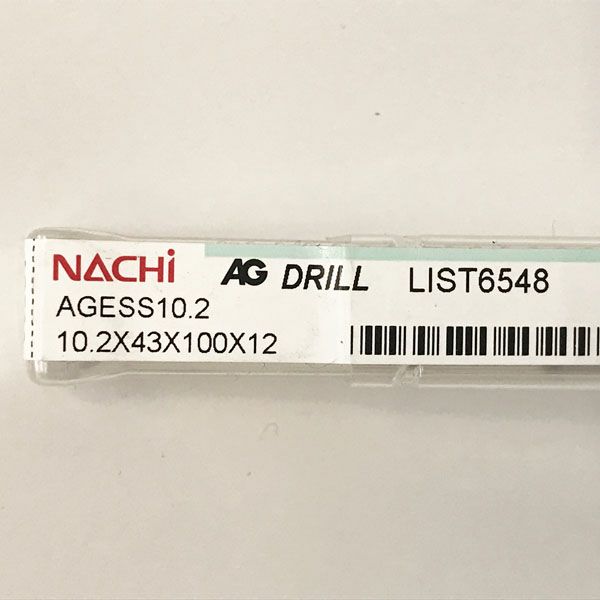 NACHi AG DRILL LIST6548
AGESS10.2
10.2X43X100X12